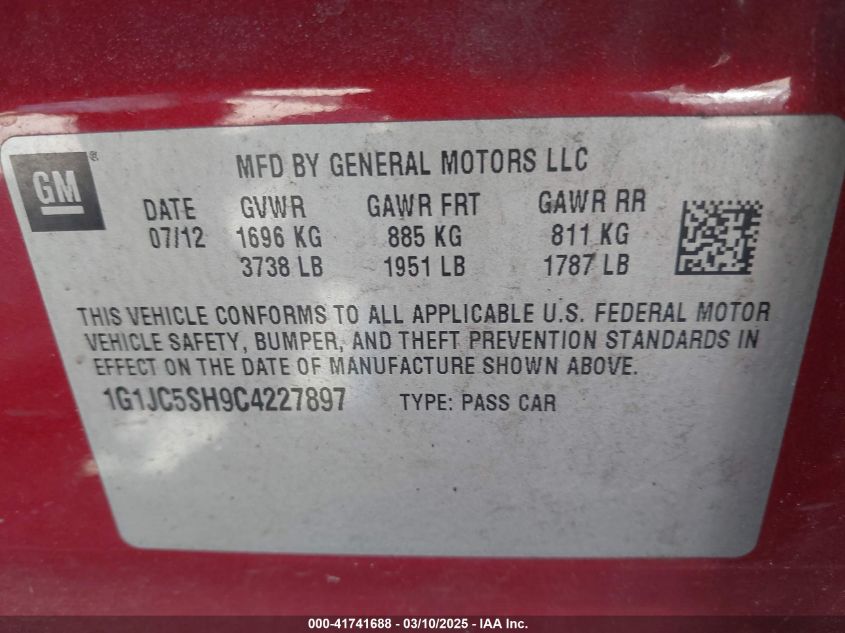 GM®
MFD BY GENERAL MOTORS LLC
DATE GVWR GAWR FRT GAWR RR
07/12 1696 KG 885 KG 811 KG
3738 LB 1951 LB 1787 LB
THIS VEHICLE CONFORMS TO ALL APPLICABLE U.S. FEDERAL MOTOR
VEHICLE SAFETY, BUMPER, AND THEFT PREVENTION STANDARDS IN
EFFECT ON THE DATE OF MANUFACTURE SHOWN ABOVE.
1G1JC5SH9C4227897 TYPE: PASS CAR
000-41741688 - 03/10/2025 - IAA, Inc.